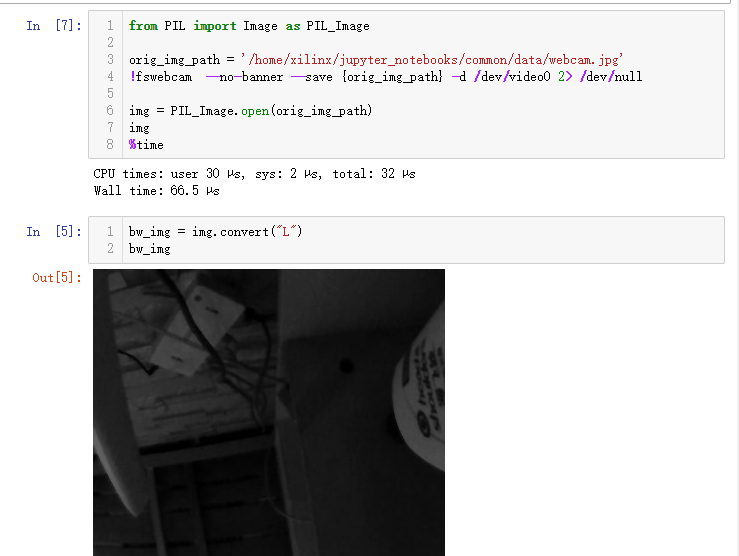 In [7]:
1 from PIL import Image as PIL_Image
2
3 orig_img_path = '/home/xilinx/jupyter_notebooks/common/data/webcam.jpg'
4 !fswebcam  --no-banner --save {orig_img_path} -d /dev/video0 2> /dev/null
5
6 img = PIL_Image.open(orig_img_path)
7 img
8 %time
CPU times: user 30 µs, sys: 2 µs, total: 32 µs
Wall time: 66.5 µs
In [5]:
1 bw_img = img.convert("L")
2 bw_img
Out[5]:
head &
shoulders